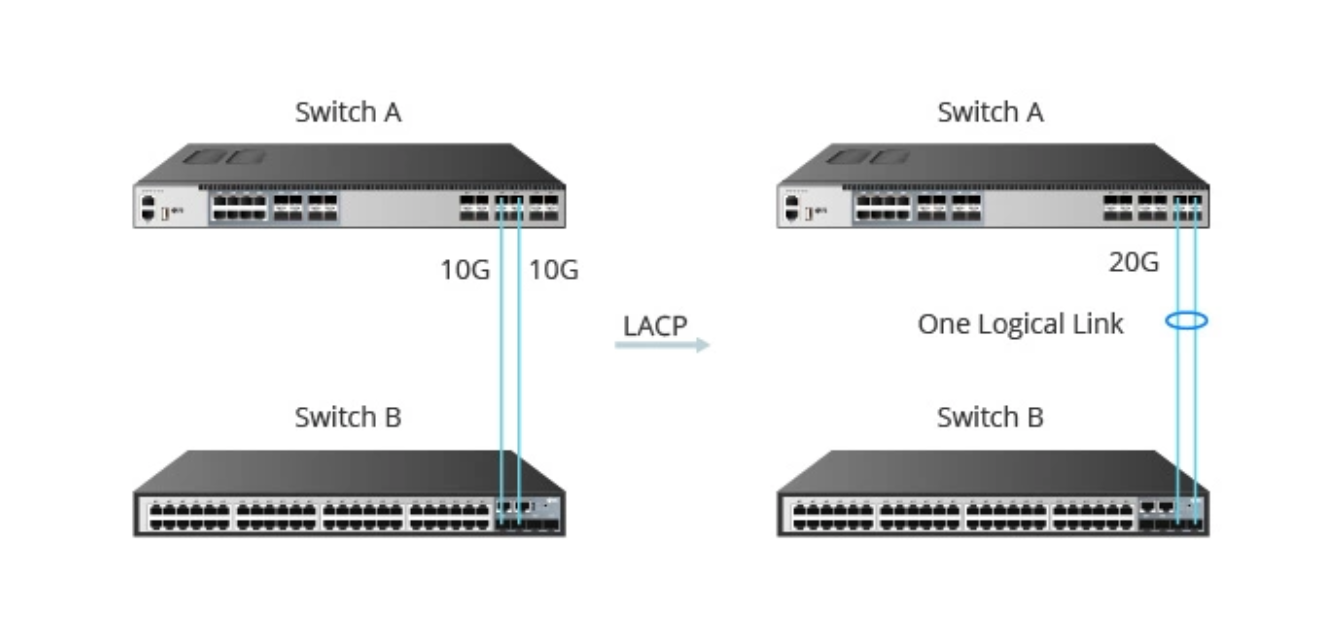 Switch A
Switch A
10G
10G
20G
LACP
One Logical Link
Switch B
Switch B